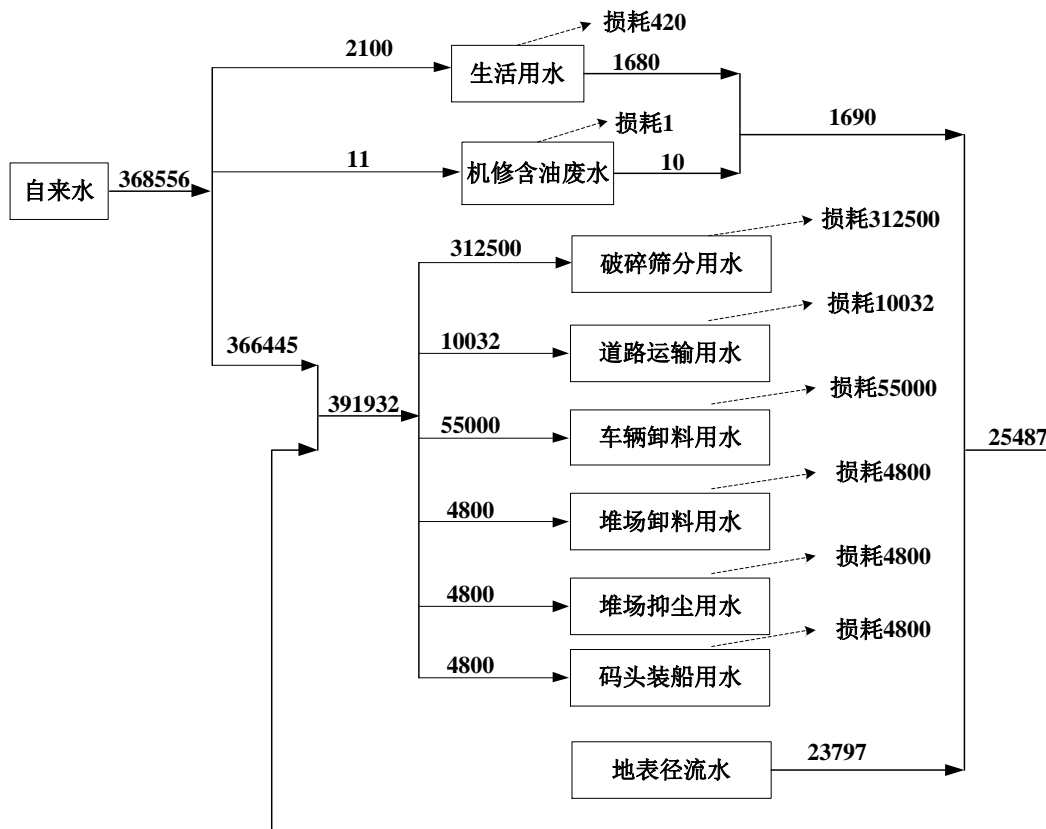 损耗420
2100
生活用水
1680
损耗1
1690
11
机修含油废水
10
自来水
368556
损耗312500
312500
破碎筛分用水
损耗10032
10032
道路运输用水
366445
391932
损耗55000
55000
车辆卸料用水
25487
损耗4800
4800
堆场卸料用水
损耗4800
4800
堆场抑尘用水
损耗4800
4800
码头装船用水
地表径流水
23797